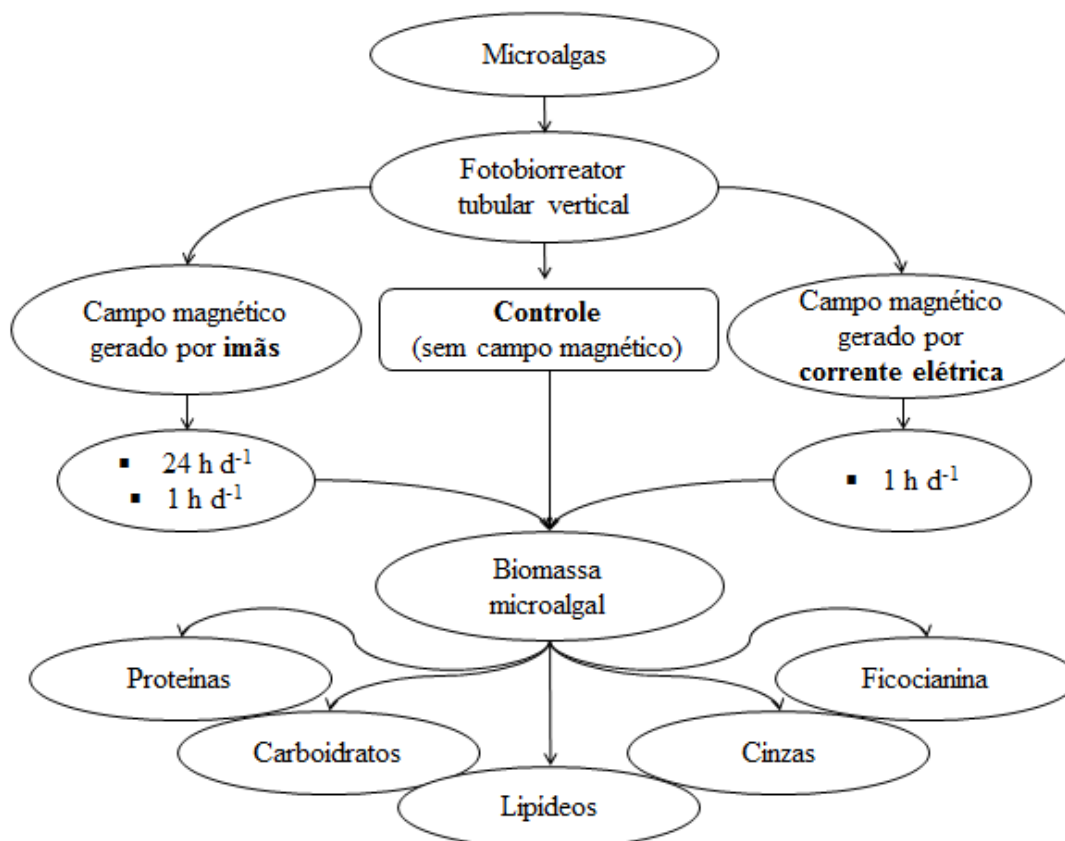 Microalgas
Fotobiorreator
tubular vertical
Campo magnético
gerado por imãs
Controle
(sem campo magnético)
Campo magnético
gerado por
corrente elétrica
▪ 24 h d⁻¹
▪ 1 h d⁻¹
▪ 1 h d⁻¹
Biomassa
microalgal
Proteínas
Ficocianina
Carboidratos
Cinzas
Lipídeos